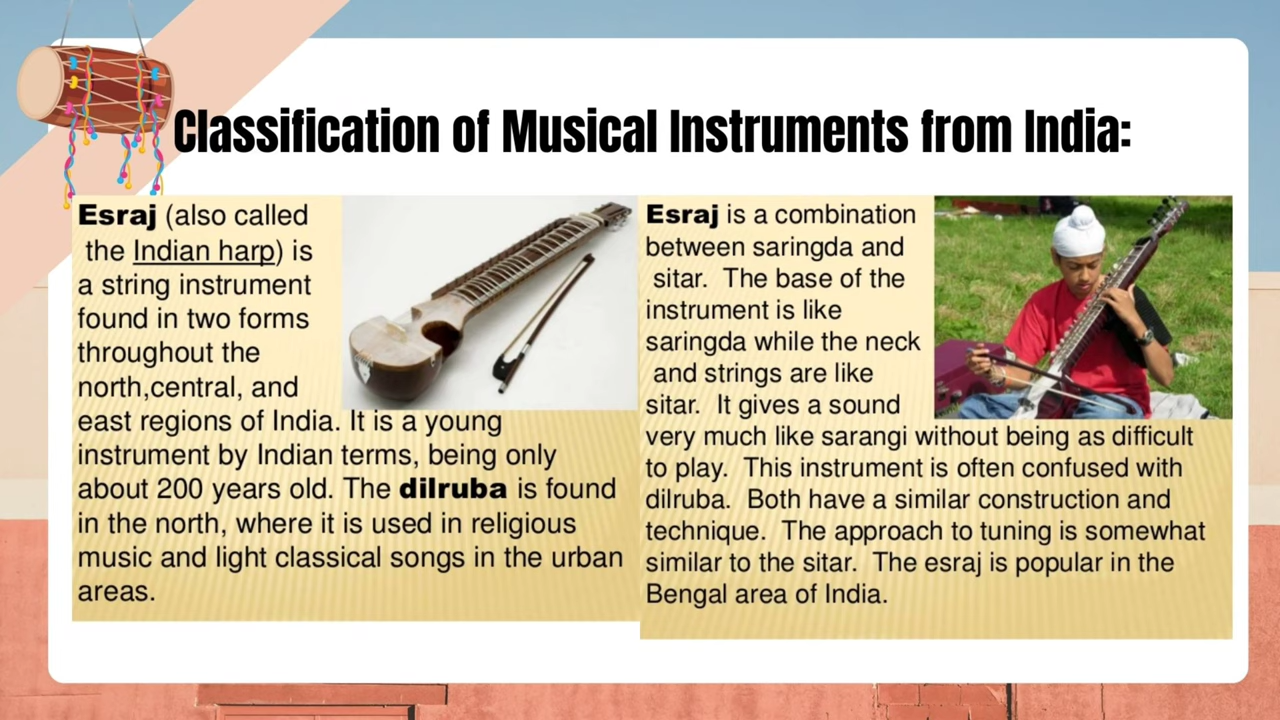 Classification of Musical Instruments from India:
Esraj (also called
the Indian harp) is
a string instrument
found in two forms
throughout the
north,central, and
east regions of India. It is a young
instrument by Indian terms, being only
about 200 years old. The dilruba is found
in the north, where it is used in religious
music and light classical songs in the urban
areas.
Esraj is a combination
between saringda and
sitar. The base of the
instrument is like
saringda while the neck
and strings are like
sitar. It gives a sound
very much like sarangi without being as difficult
to play. This instrument is often confused with
dilruba. Both have a similar construction and
technique. The approach to tuning is somewhat
similar to the sitar. The esraj is popular in the
Bengal area of India.